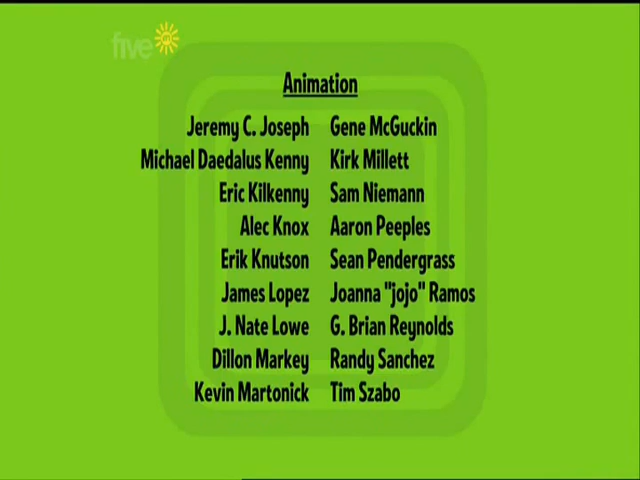 five
Animation
Jeremy C. Joseph Gene McGuckin
Michael Daedalus Kenny Kirk Millett
Eric Kilkenny Sam Niemann
Alec Knox Aaron Peeples
Erik Knutson Sean Pendergrass
James Lopez Joanna "jojo" Ramos
J. Nate Lowe G. Brian Reynolds
Dillon Markey Randy Sanchez
Kevin Martonick Tim Szabo